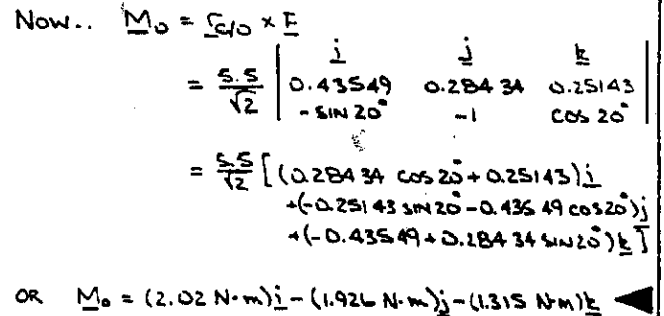 Now.. M₀ = r_C/O × F
i j k
= 5.5/√2 | 0.43549 0.28434 0.25143 |
- SIN 20° -1 COS 20°
= 5.5/√2 [(0.28434 COS 20° + 0.25143)i
+(-0.25143 SIN 20° - 0.43549 COS 20°)j
+(-0.43549 + 0.28434 SIN 20°)k]
OR M₀ = (2.02 N·m)i - (1.926 N·m)j - (1.315 N·m)k